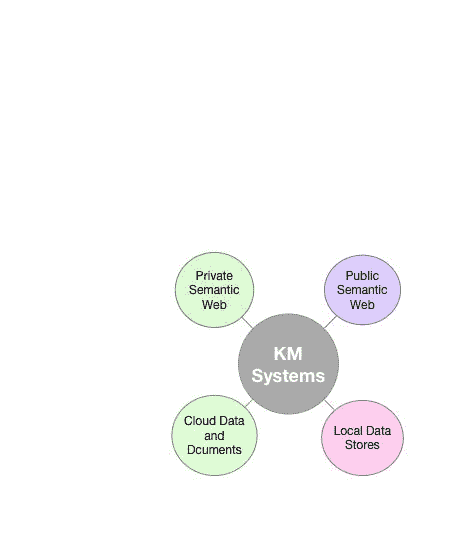 Private
Semantic
Web
Public
Semantic
Web
KM
Systems
Cloud Data
and
Dcuments
Local Data
Stores